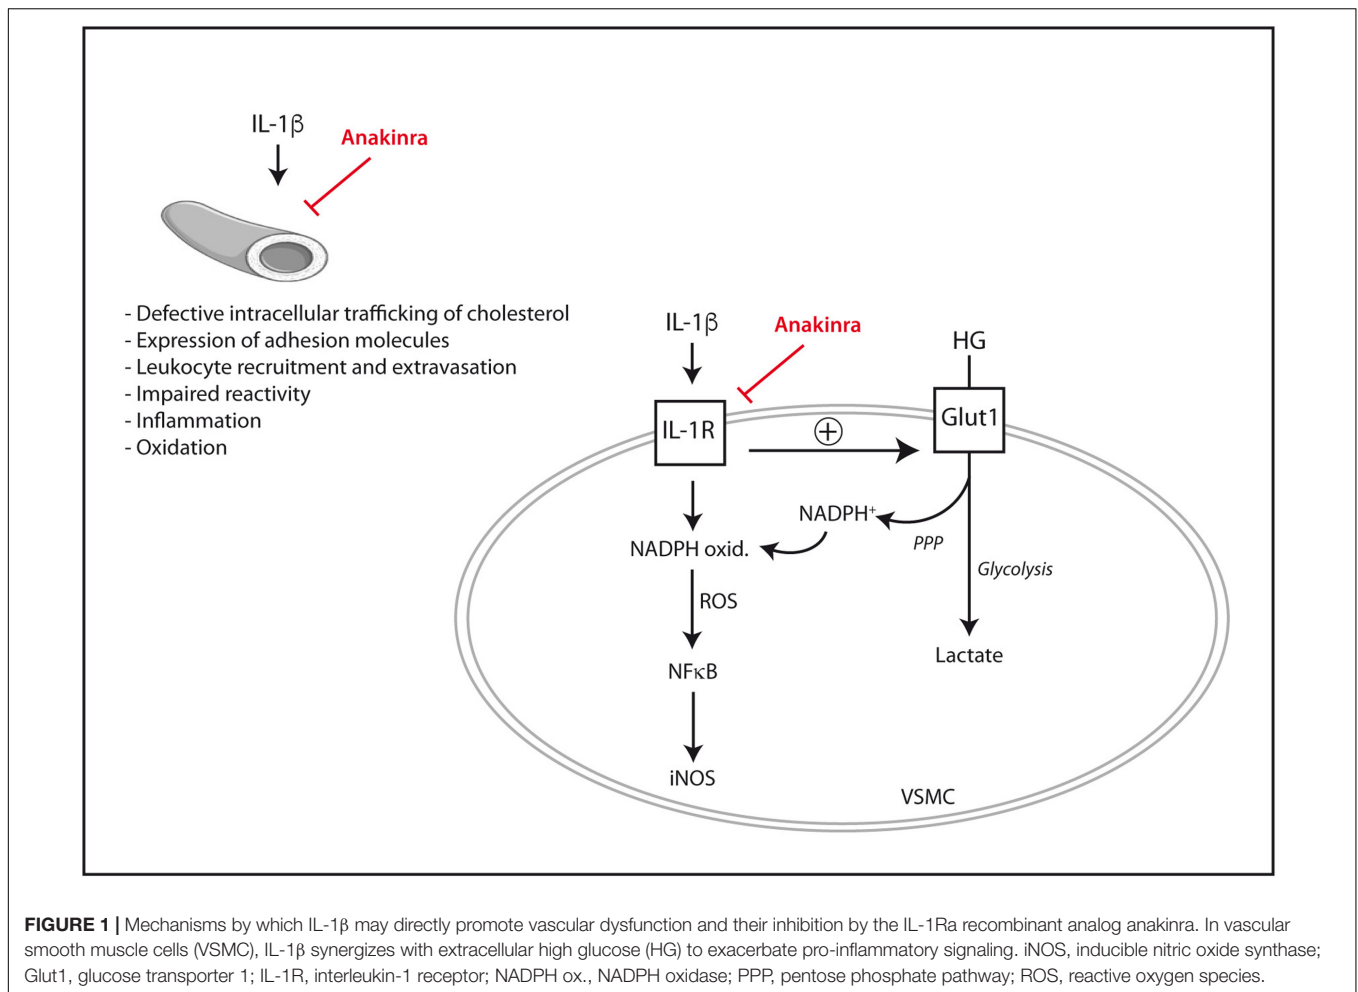 IL-1β
Anakinra
- Defective intracellular trafficking of cholesterol
- Expression of adhesion molecules
- Leukocyte recruitment and extravasation
- Impaired reactivity
- Inflammation
- Oxidation
IL-1β
Anakinra
HG
IL-1R
+
Glut1
NADPH⁺
PPP
NADPH oxid.
Glycolysis
ROS
Lactate
NFκB
iNOS
VSMC
FIGURE 1 | Mechanisms by which IL-1β may directly promote vascular dysfunction and their inhibition by the IL-1Ra recombinant analog anakinra. In vascular
smooth muscle cells (VSMC), IL-1β synergizes with extracellular high glucose (HG) to exacerbate pro-inflammatory signaling. iNOS, inducible nitric oxide synthase;
Glut1, glucose transporter 1; IL-1R, interleukin-1 receptor; NADPH ox., NADPH oxidase; PPP, pentose phosphate pathway; ROS, reactive oxygen species.